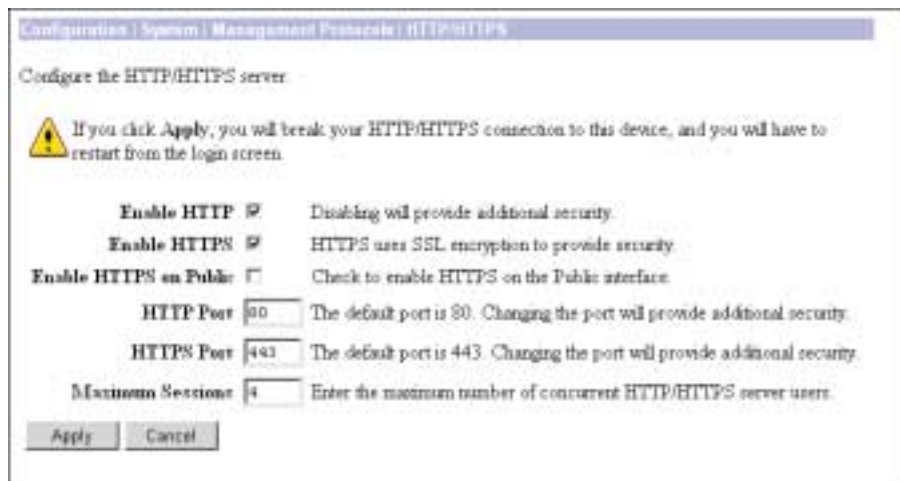 Configuration | System | Management Protocols | HTTP/HTTPS
Configure the HTTP/HTTPS server.
If you click Apply, you will break your HTTP/HTTPS connection to this device, and you will have to
restart from the login screen.
Enable HTTP Disabling will provide additional security.
Enable HTTPS HTTPS uses SSL encryption to provide security.
Enable HTTPS on Public Check to enable HTTPS on the Public interface.
HTTP Port 80 The default port is 80. Changing the port will provide additional security.
HTTPS Port 443 The default port is 443. Changing the port will provide additional security.
Maximum Sessions 4 Enter the maximum number of concurrent HTTP/HTTPS server users.
Apply Cancel